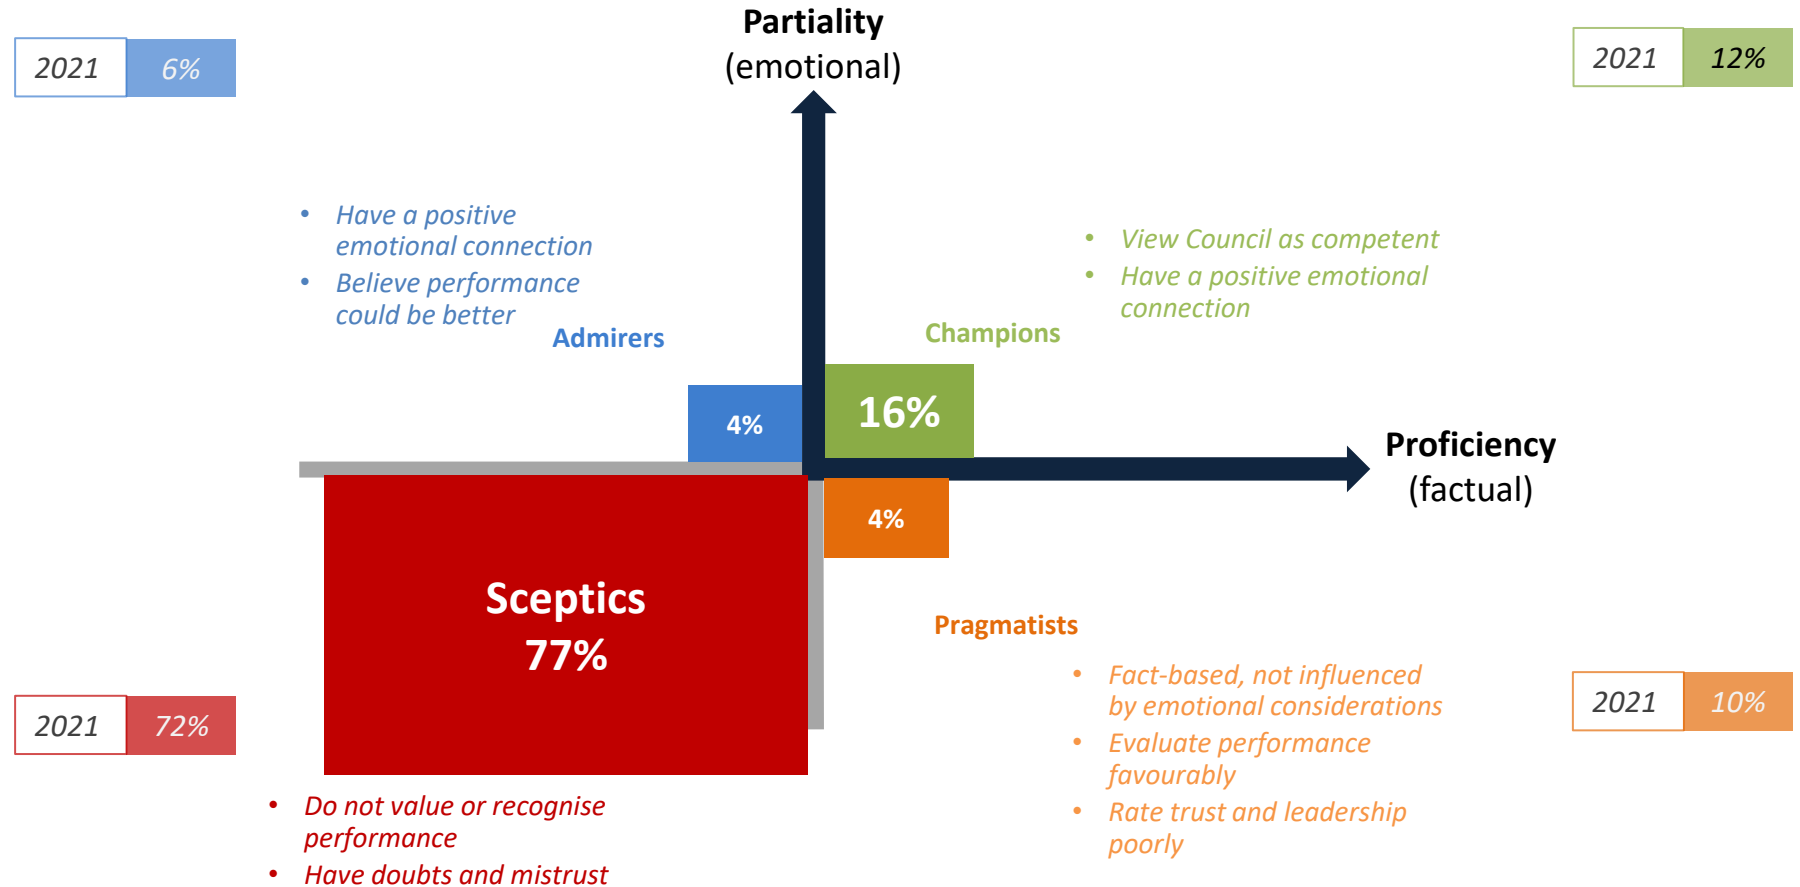 Partiality
(emotional)
2021 6%
2021 12%
• Have a positive
emotional connection
• Believe performance
could be better
Admirers
• View Council as competent
• Have a positive emotional
connection
Champions
4%
16%
Proficiency
(factual)
4%
Sceptics
77%
Pragmatists
• Fact-based, not influenced
by emotional considerations
• Evaluate performance
favourably
• Rate trust and leadership
poorly
2021 72%
2021 10%
• Do not value or recognise
performance
• Have doubts and mistrust